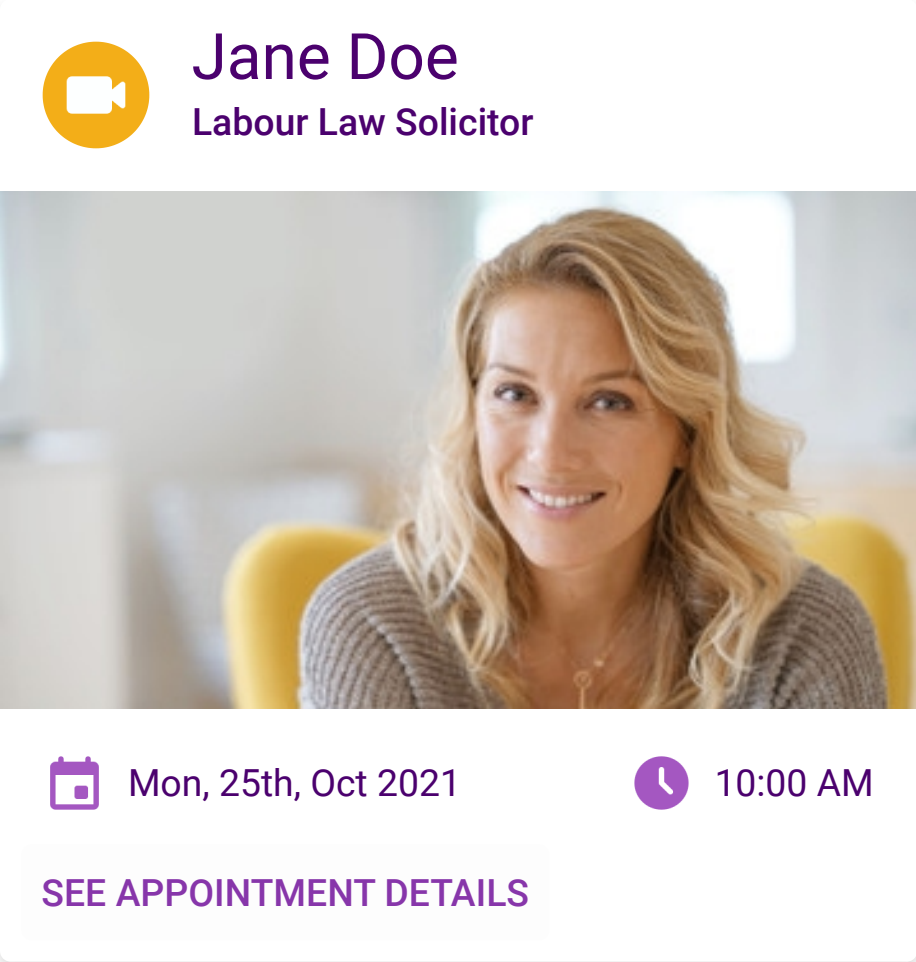 Jane Doe
Labour Law Solicitor
Mon, 25th, Oct 2021
10:00 AM
SEE APPOINTMENT DETAILS